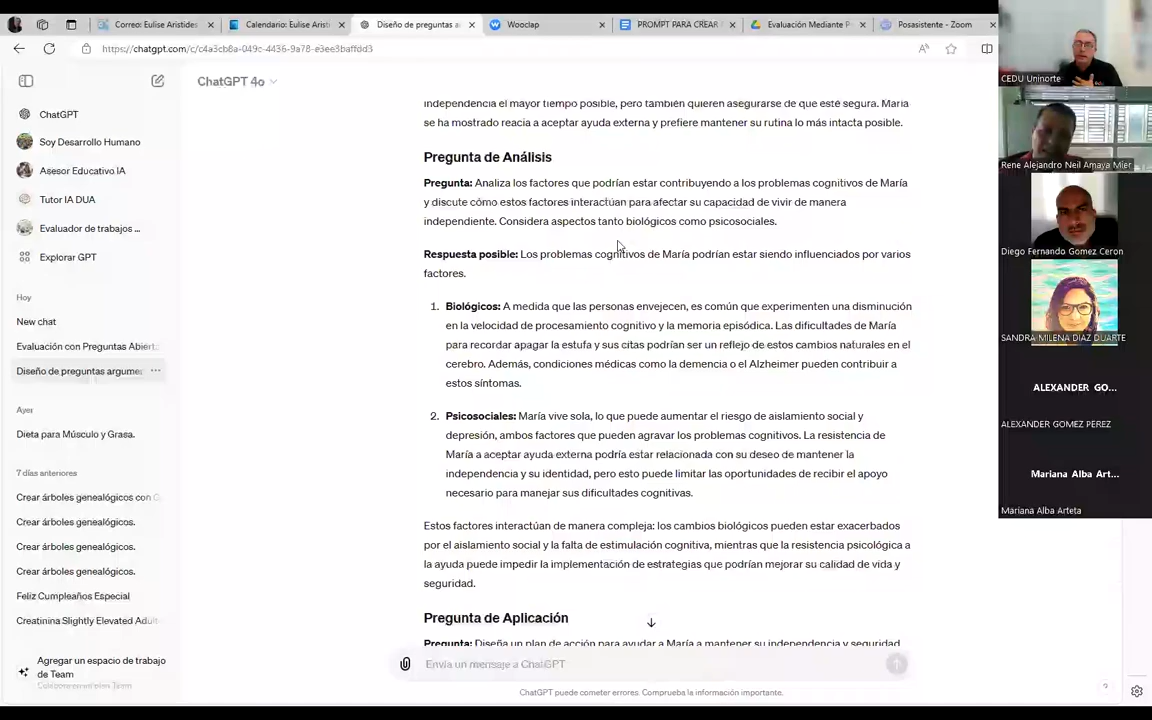 Correo: Eulise Aristides
Calendario: Eulise Aristi
Diseño de preguntas a
Wooclap
PROMPT PARA CREAR
Evaluación Mediante P
Posasistente - Zoom
https://chatgpt.com/c/c4a3cb8a-049c-4436-9a78-e3ee3baffdd3
ChatGPT
Soy Desarrollo Humano
Asesor Educativo IA
Tutor IA DUA
Evaluador de trabajos ...
Explorar GPT
Hoy
New chat
Evaluación con Preguntas Abiert
Diseño de preguntas argume
Ayer
Dieta para Músculo y Grasa.
7 días anteriores
Crear árboles genealógicos con
Crear árboles genealógicos.
Crear árboles genealógicos.
Crear árboles genealógicos.
Feliz Cumpleaños Especial
Creatinina Slightly Elevated Adult
Agregar un espacio de trabajo
de Team
ChatGPT 4o
independencia el mayor tiempo posible, pero también quieren asegurarse de que esté segura. María
se ha mostrado reacia a aceptar ayuda externa y prefiere mantener su rutina lo más intacta posible.
Pregunta de Análisis
Pregunta: Analiza los factores que podrían estar contribuyendo a los problemas cognitivos de María
y discute cómo estos factores interactúan para afectar su capacidad de vivir de manera
independiente. Considera aspectos tanto biológicos como psicosociales.
Respuesta posible: Los problemas cognitivos de María podrían estar siendo influenciados por varios
factores.
1. Biológicos: A medida que las personas envejecen, es común que experimenten una disminución
en la velocidad de procesamiento cognitivo y la memoria episódica. Las dificultades de María
para recordar apagar la estufa y sus citas podrían ser un reflejo de estos cambios naturales en el
cerebro. Además, condiciones médicas como la demencia o el Alzheimer pueden contribuir a
estos síntomas.
2. Psicosociales: María vive sola, lo que puede aumentar el riesgo de aislamiento social y
depresión, ambos factores que pueden agravar los problemas cognitivos. La resistencia de
María a aceptar ayuda externa podría estar relacionada con su deseo de mantener la
independencia y su identidad, pero esto puede limitar las oportunidades de recibir el apoyo
necesario para manejar sus dificultades cognitivas.
Estos factores interactúan de manera compleja: los cambios biológicos pueden estar exacerbados
por el aislamiento social y la falta de estimulación cognitiva, mientras que la resistencia psicológica a
la ayuda puede impedir la implementación de estrategias que podrían mejorar su calidad de vida y
seguridad.
Pregunta de Aplicación
Pregunta: Diseña un plan de acción para ayudar a María a mantener su independencia y seguridad
Envía un mensaje a ChatGPT
ChatGPT puede cometer errores. Comprueba la información importante.
?
CEDU Uninorte
Rene Alejandro Neil Amaya Mier
Diego Fernando Gomez Ceron
SANDRA MILENA DIAZ DUARTE
ALEXANDER GO...
ALEXANDER GOMEZ PEREZ
Mariana Alba Art...
Mariana Alba Arteta